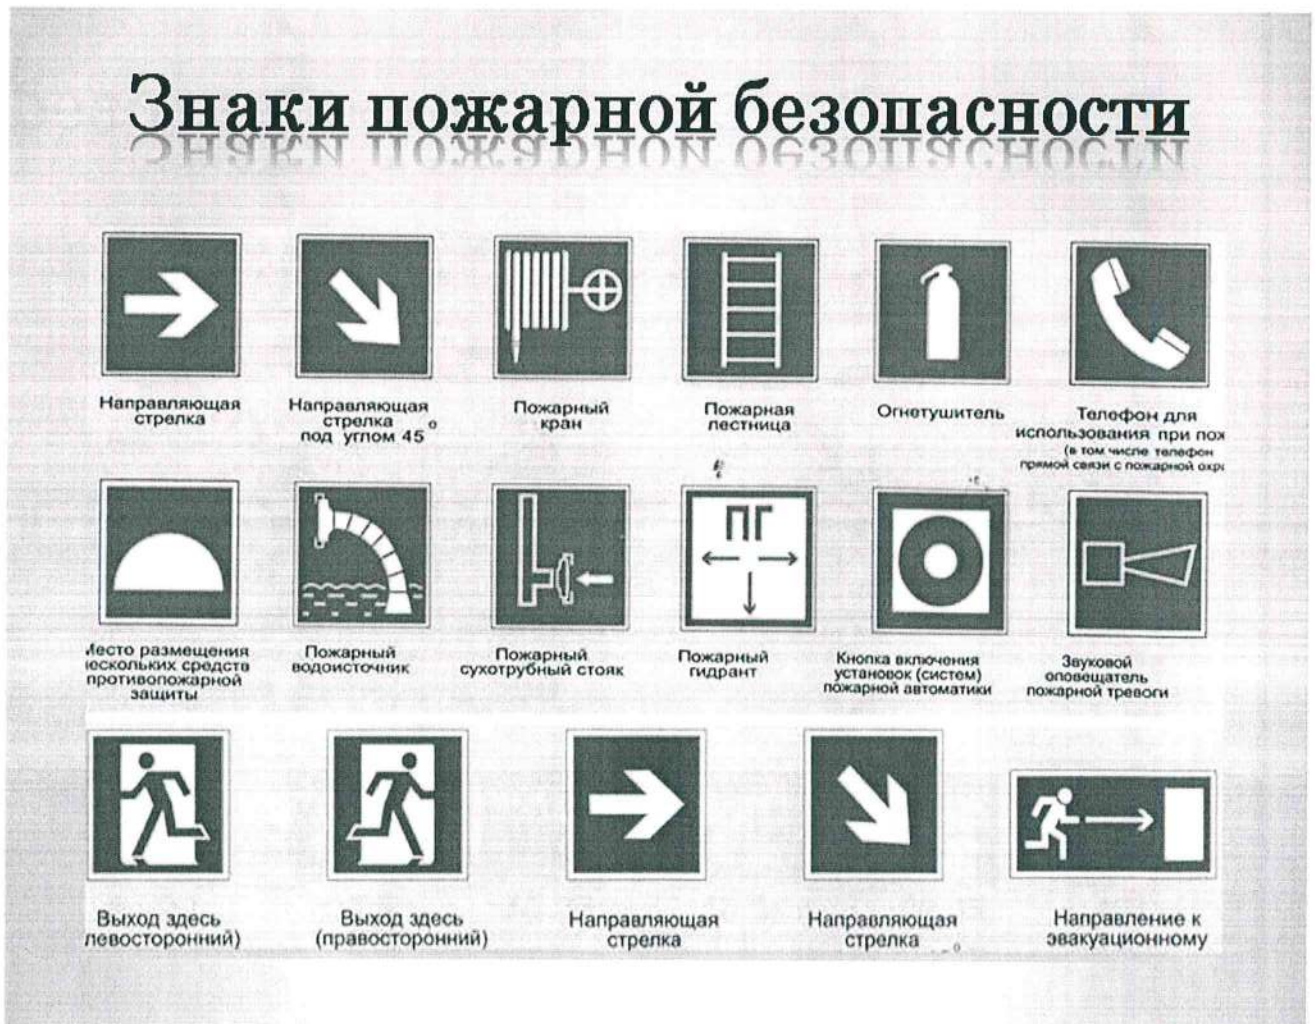 Знаки пожарной безопасности
Направляющая
стрелка
Направляющая
стрелка
под углом 45°
Пожарный
кран
Пожарная
лестница
Огнетушитель
Телефон для
использования при пож
(в том числе телефон
прямой связи с пожарной охр
есто размещения
ескольких средств
противопожарной
защиты
Пожарный
водоисточник
Пожарный
сухотрубный стояк
ПГ
Пожарный
гидрант
Кнопка включения
установок (систем)
пожарной автоматики
Звуковой
оповещатель
пожарной тревоги
Выход здесь
левосторонний)
Выход здесь
(правосторонний)
Направляющая
стрелка
Направляющая
стрелка
Направление к
эвакуационному